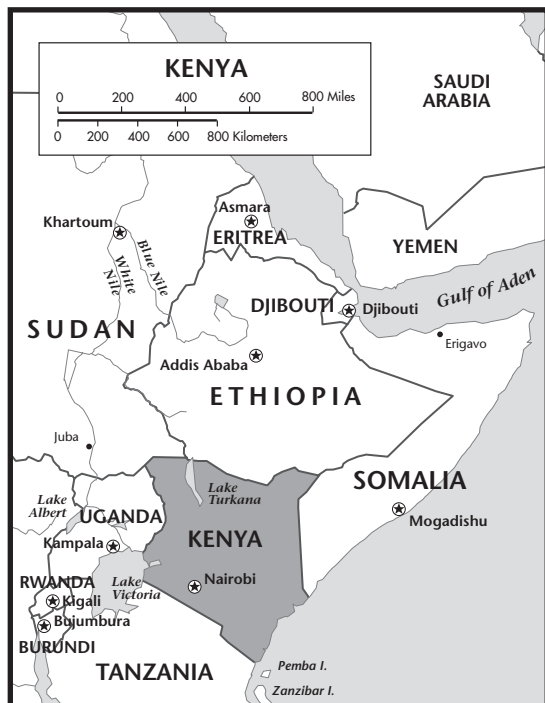 KENYA
0 200 400 600 800 Miles
0 200 400 600 800 Kilometers
SAUDI
ARABIA
Khartoum
Asmara
ERITREA
YEMEN
Blue Nile
White
Nile
Gulf of Aden
DJIBOUTI
Djibouti
SUDAN
Erigavo
Addis Ababa
ETHIOPIA
Juba
SOMALIA
Lake
Turkana
Lake
Albert
UGANDA
Mogadishu
KENYA
Kampala
Nairobi
RWANDA
Lake
Victoria
Kigali
Bujumbura
BURUNDI
TANZANIA
Pemba I.
Zanzibar I.